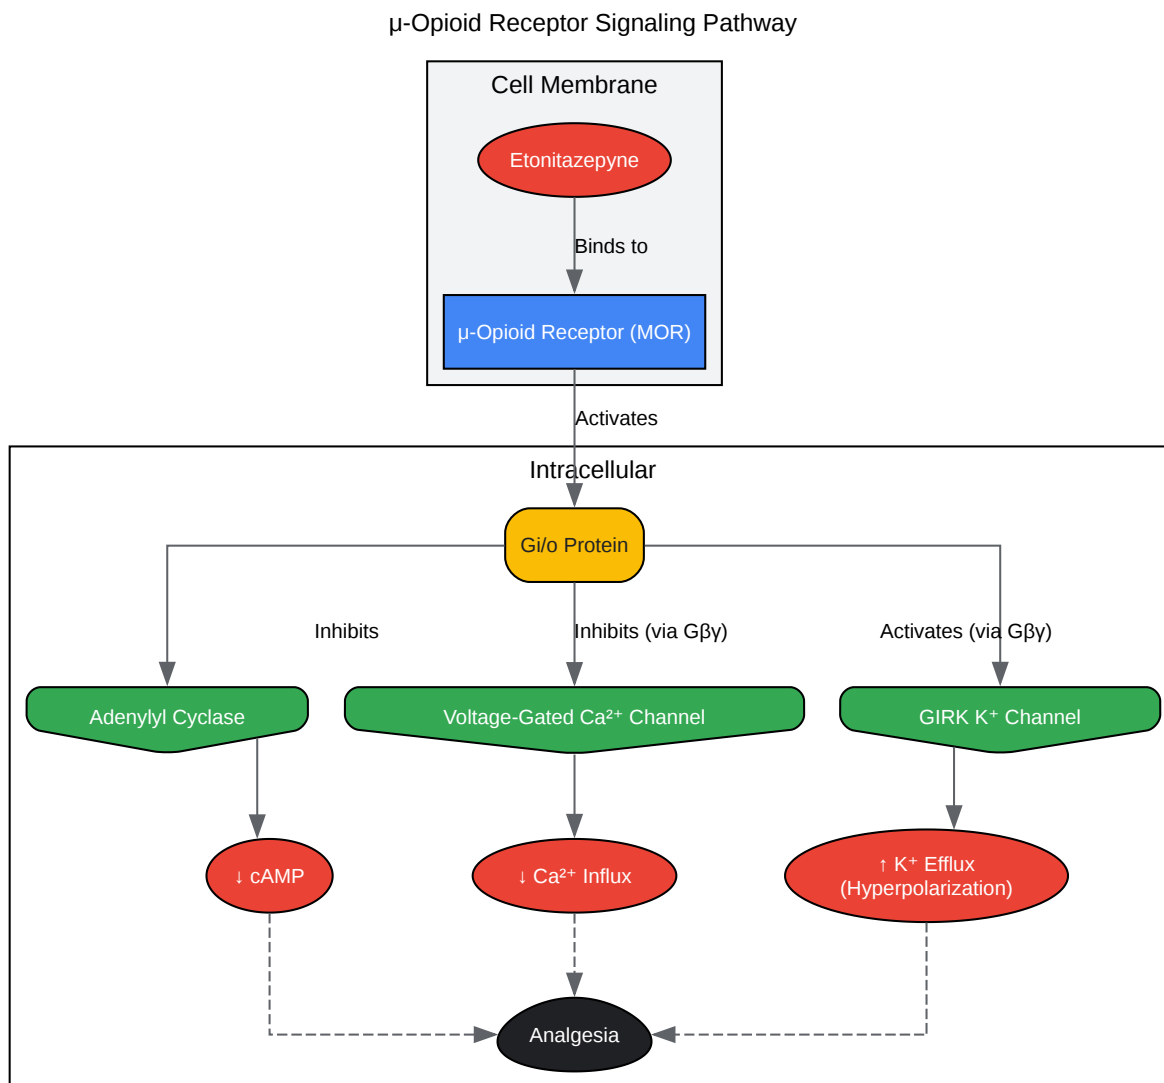 μ-Opioid Receptor Signaling Pathway
Cell Membrane
Etonitazepyne
Binds to
μ-Opioid Receptor (MOR)
Activates
Intracellular
Gi/o Protein
Inhibits
Inhibits (via Gβγ)
Activates (via Gβγ)
Adenylyl Cyclase
Voltage-Gated Ca²⁺ Channel
GIRK K⁺ Channel
↓ cAMP
↓ Ca²⁺ Influx
↑ K⁺ Efflux
(Hyperpolarization)
Analgesia